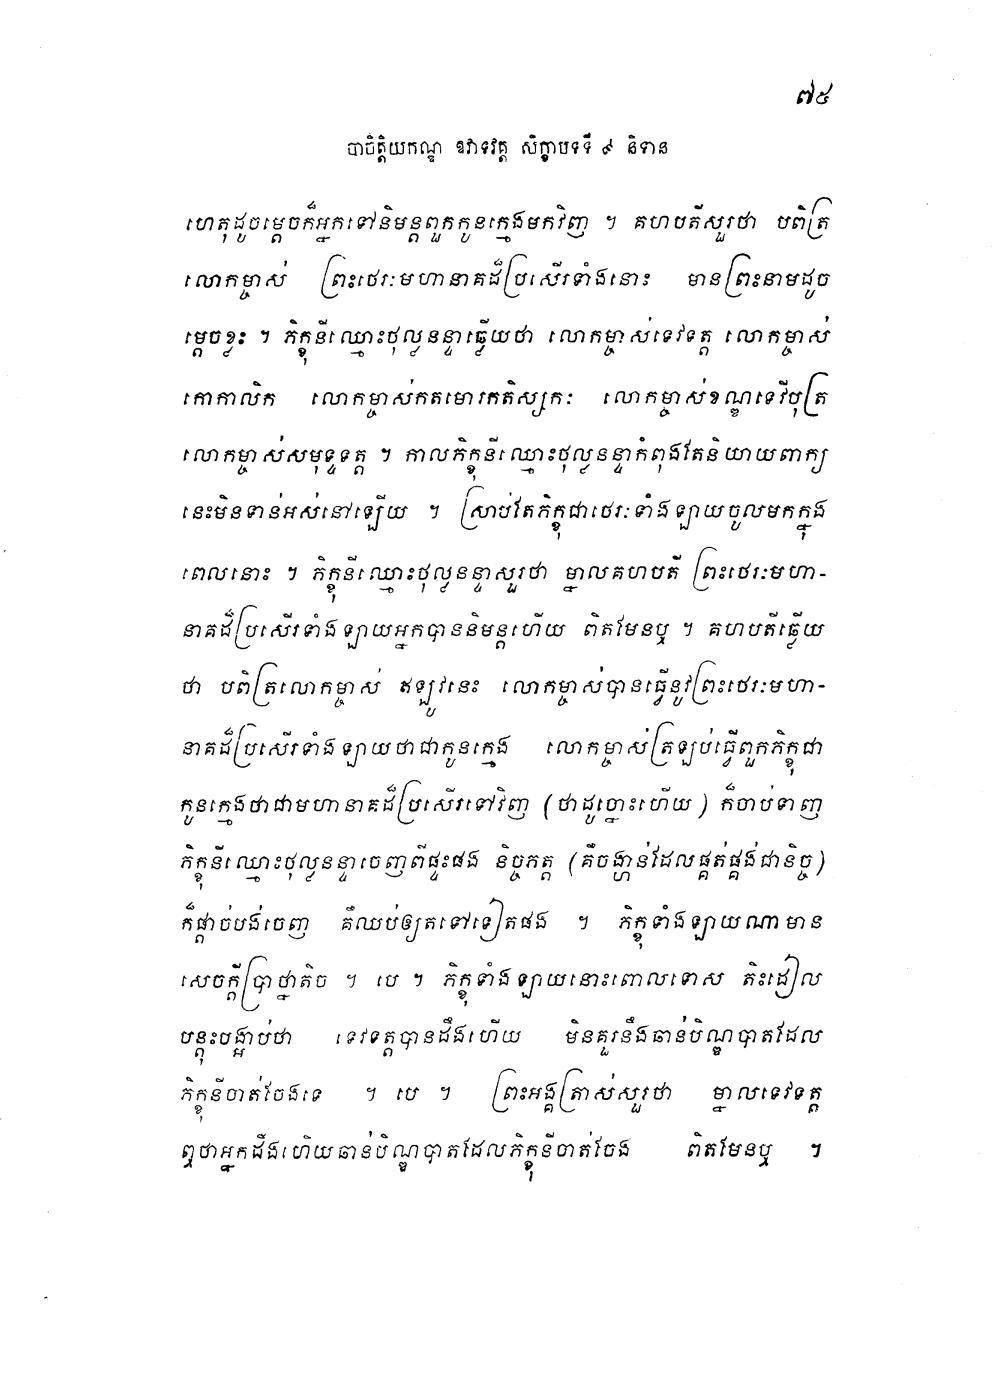 ៧៥
បាចិត្តិយកណ្ឌ ឱវាទវគ្គ សិក្ខាបទទី ៩ និទាន
ហេតុដូចម្តេចក៏អ្នកទៅនិមន្តពួកកូនក្មេងមកវិញ ។ គហបតីសួរថា បពិត្រ
លោកម្ចាស់ ព្រះថេរៈមហានាគដ៏ប្រសើរទាំងនោះ មានព្រះនាមដូច
ម្តេចខ្លះ ។ ភិក្ខុនីឈ្មោះថុល្លនន្ទាឆ្លើយថា លោកម្ចាស់ទេវទត្ត លោកម្ចាស់
កោកាលិក លោកម្ចាស់កតមោរកតិស្សកៈ លោកម្ចាស់ខណ្ឌទេវីបុត្រ
លោកម្ចាស់សមុទ្ទទត្ត ។ កាលភិក្ខុនីឈ្មោះថុល្លនន្ទាកំពុងតែនិយាយពាក្យ
នេះមិនទាន់អស់នៅឡើយ ។ ស្រាប់តែភិក្ខុជាថេរៈទាំងឡាយចូលមកក្នុង
ពេលនោះ ។ ភិក្ខុនីឈ្មោះថុល្លនន្ទាសួរថា ម្នាលគហបតី ព្រះថេរៈមហា-
នាគដ៏ប្រសើរទាំងឡាយអ្នកបាននិមន្តហើយ ពិតមែនឬ ។ គហបតីឆ្លើយ
ថា បពិត្រលោកម្ចាស់ ឥឡូវនេះ លោកម្ចាស់បានធ្វើនូវព្រះថេរៈមហា-
នាគដ៏ប្រសើរទាំងឡាយថាជាកូនក្មេង លោកម្ចាស់ត្រឡប់ធ្វើពួកភិក្ខុជា
កូនក្មេងថាជាមហានាគដ៏ប្រសើរទៅវិញ (ថាដូច្នោះហើយ) ក៏ចាប់ទាញ
ភិក្ខុនីឈ្មោះថុល្លនន្ទាចេញពីផ្ទះផង និច្ចភត្ត (គឺចង្ហាន់ដែលផ្គត់ផ្គង់ជានិច្ច)
ក៏ផ្តាច់បង់ចេញ គឺឈប់ឲ្យតទៅទៀតផង ។ ភិក្ខុទាំងឡាយណាមាន
សេចក្តីប្រាថ្នាតិច ។ បេ ។ ភិក្ខុទាំងឡាយនោះពោលទោស តិះដៀល
បន្តុះបង្អាប់ថា ទេវទត្តបានដឹងហើយ មិនគួរនឹងឆាន់បិណ្ឌបាតដែល
ភិក្ខុនីចាត់ចែងទេ ។ បេ ។ ព្រះអង្គត្រាស់សួរថា ម្នាលទេវទត្ត
ឮថាអ្នកដឹងហើយឆាន់បិណ្ឌបាតដែលភិក្ខុនីចាត់ចែង ពិតមែនឬ ។